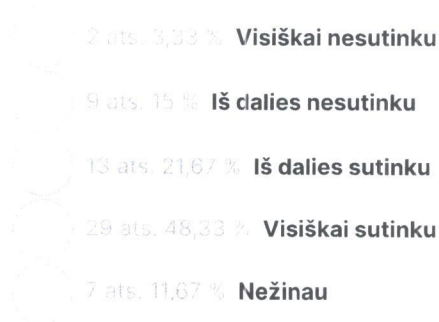 2 ats. 3,33 % Visiškai nesutinku
9 ats. 15 % Iš dalies nesutinku
13 ats. 21,67 % Iš dalies sutinku
29 ats. 48,33 % Visiškai sutinku
7 ats. 11,67 % Nežinau